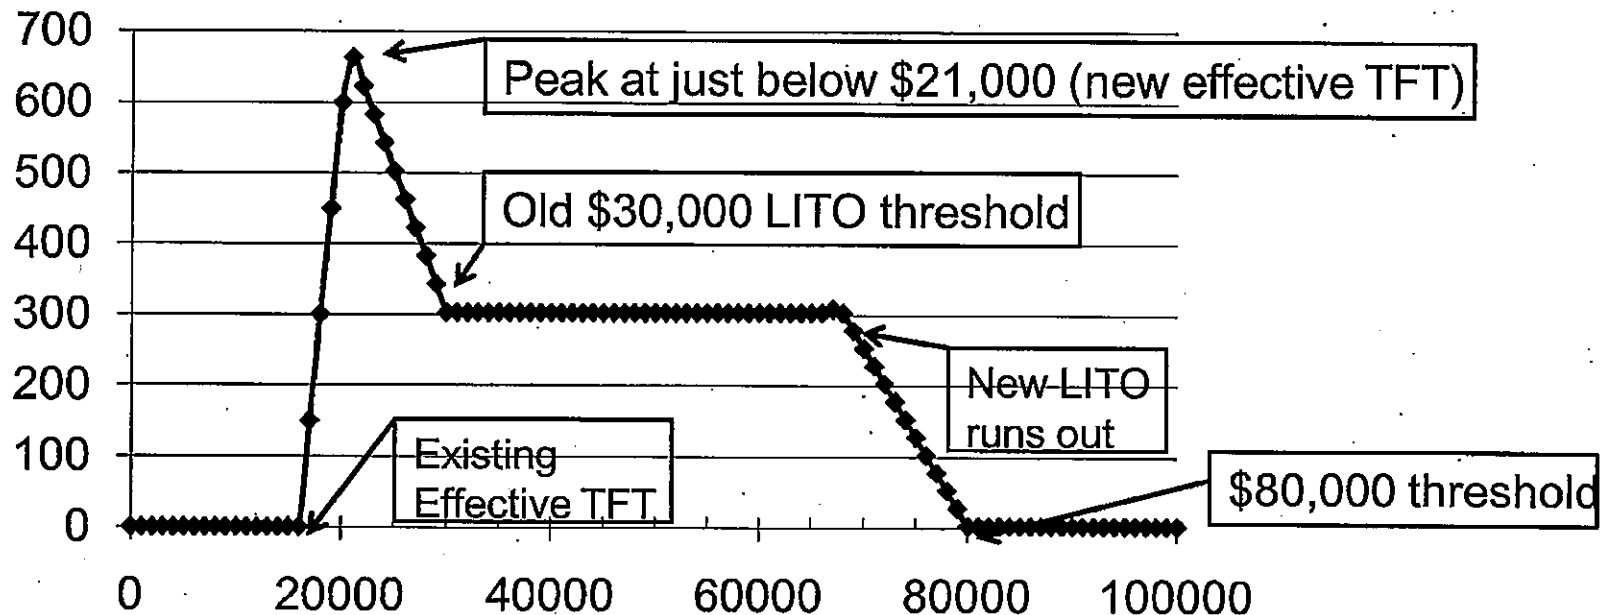 700
600
500
400
300
200
100
0
Peak at just below $21,000 (new effective TFT)
Old $30,000 LITO threshold
New LITO
runs out
Existing
Effective TFT
$80,000 threshold
0
20000
40000
60000
80000
100000